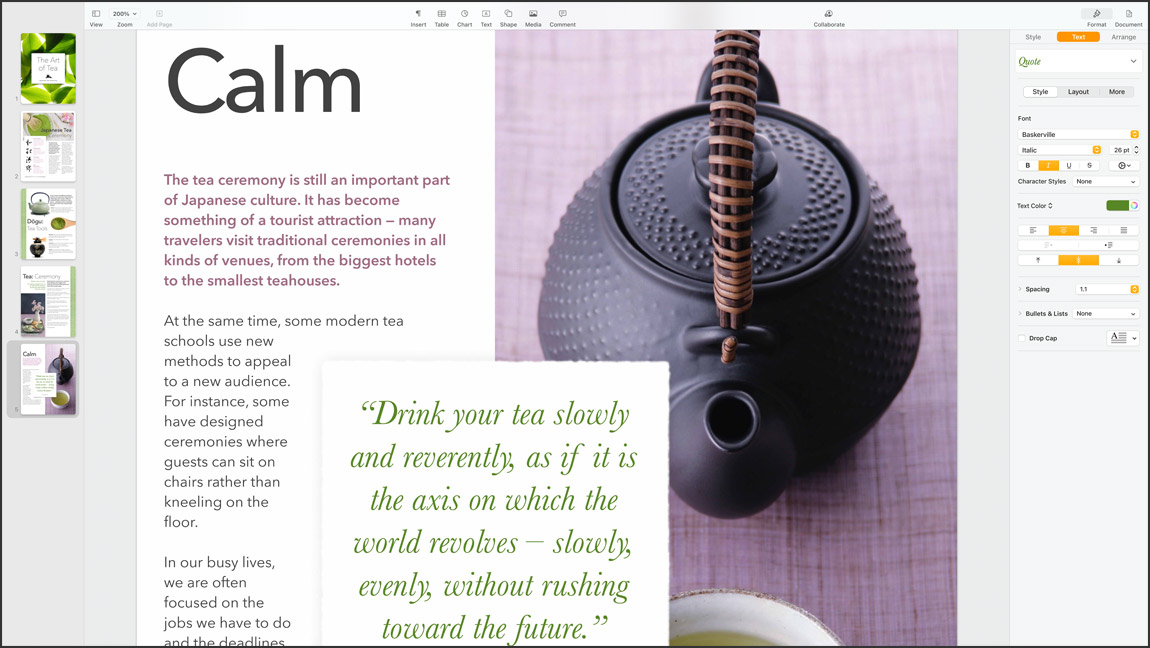 200%
View
Zoom
Add Page
Insert
Table
Chart
Text
Shape
Media
Comment
Collaborate
Format
Document
The Art
of Tea
1
Japanese Tea
Ceremony
2
Dōgu:
Tea Tools
3
Tea: Ceremony
4
Calm
Calm
The tea ceremony is still an important part
of Japanese culture. It has become
something of a tourist attraction – many
travelers visit traditional ceremonies in all
kinds of venues, from the biggest hotels
to the smallest teahouses.
At the same time, some modern tea
schools use new
methods to appeal
to a new audience.
For instance, some
have designed
ceremonies where
guests can sit on
chairs rather than
kneeling on the
floor.
In our busy lives,
we are often
focused on the
jobs we have to do
and the deadlines
“Drink your tea slowly
and reverently, as if it is
the axis on which the
world revolves — slowly,
evenly, without rushing
toward the future.”
Style
Text
Arrange
Quote
Style
Layout
More
Font
Baskerville
Italic
26 pt
B I U S
Character Styles
None
Text Color
Spacing
1.1
Bullets & Lists
None
Drop Cap
A